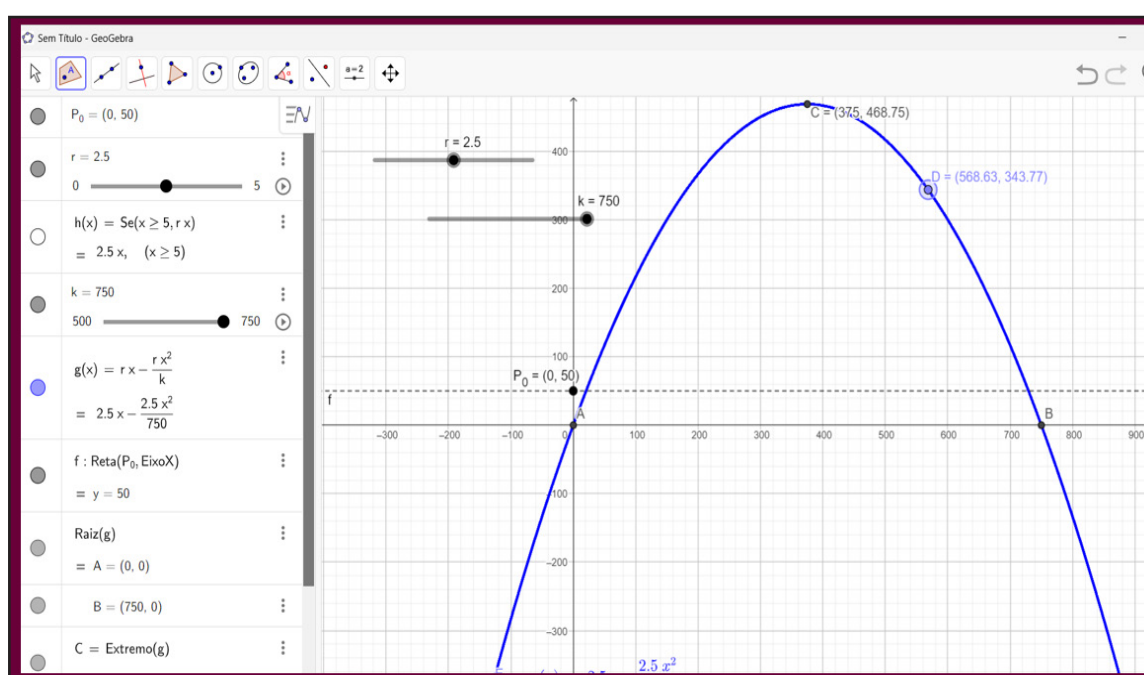 Sem Título - GeoGebra
A
a=2
P₀ = (0, 50)
r = 2.5
0 5
h(x) = Se(x ≥ 5, r x)
= 2.5 x, (x ≥ 5)
k = 750
500 750
g(x) = r x − r x² / k
= 2.5 x − 2.5 x² / 750
f : Reta(P₀, EixoX)
= y = 50
Raiz(g)
= A = (0, 0)
B = (750, 0)
C = Extremo(g)
C = (375, 468.75)
r = 2.5
400
D = (568.63, 343.77)
k = 750
300
200
100
P₀ = (0, 50)
f
A
B
−300 −200 −100 0 100 200 300 400 500 600 700 800 900
−100
−200
−300
2.5 x²